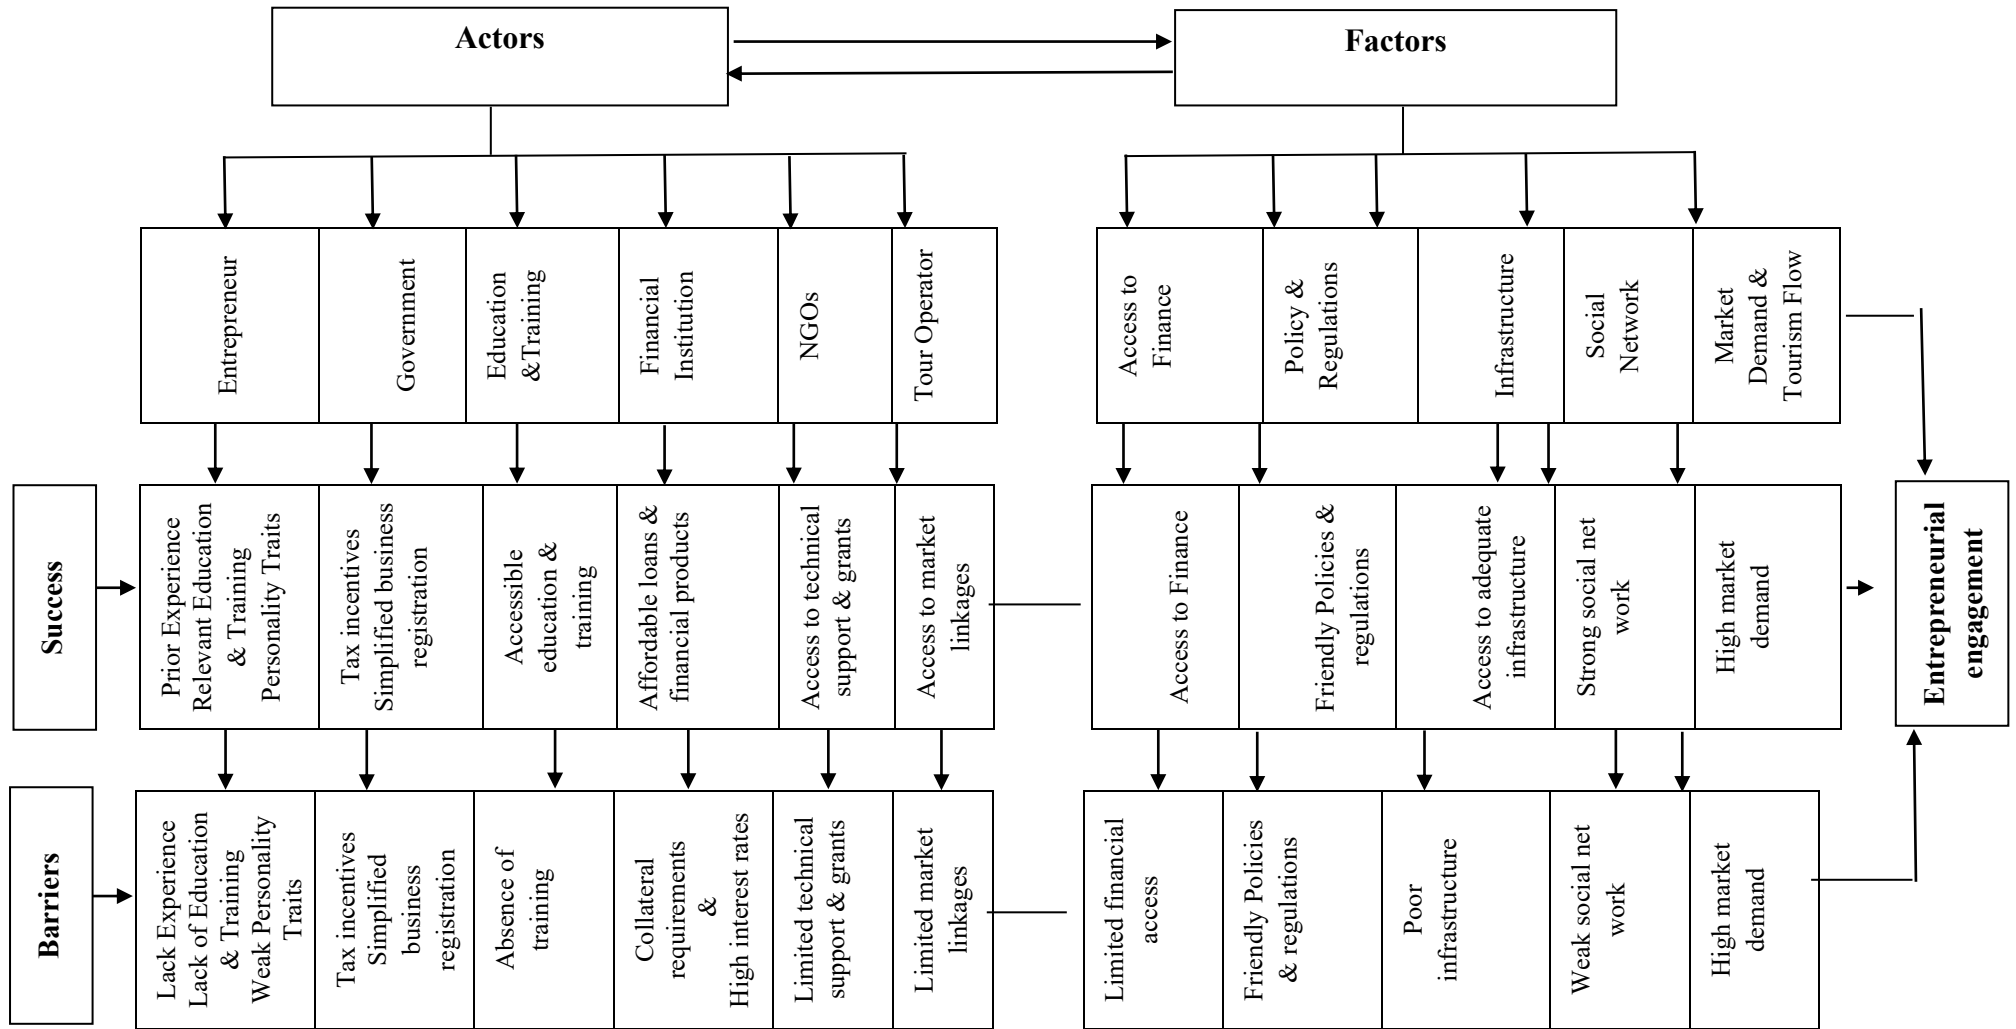 Actors
Factors
Entrepreneur
Government
Education
&Training
Financial
Institution
NGOs
Tour Operator
Access to
Finance
Policy &
Regulations
Infrastructure
Social
Network
Market
Demand &
Tourism Flow
Success
Prior Experience
Relevant Education
& Training
Personality Traits
Tax incentives
Simplified business
registration
Accessible
education &
training
Affordable loans &
financial products
Access to technical
support & grants
Access to market
linkages
Access to Finance
Friendly Policies &
regulations
Access to adequate
infrastructure
Strong social net
work
High market
demand
Entrepreneurial
engagement
Barriers
Lack Experience
Lack of Education
& Training
Weak Personality
Traits
Tax incentives
Simplified
business
registration
Absence of
training
Collateral
requirements
&
High interest rates
Limited technical
support & grants
Limited market
linkages
Limited financial
access
Friendly Policies
& regulations
Poor
infrastructure
Weak social net
work
High market
demand